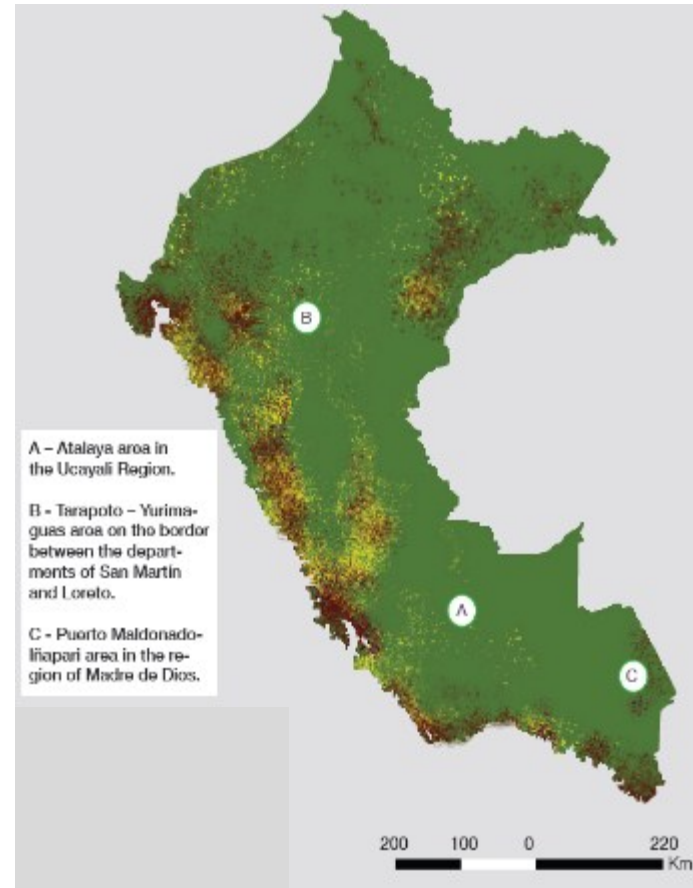 A – Atalaya area in
the Ucayali Region.
B - Tarapoto – Yurima-
guas area on the border
between the depart-
ments of San Martín
and Loreto.
C - Puerto Maldonado-
Iñapari area in the re-
gion of Madre de Dios.
B
A
C
200 100 0 220
Km